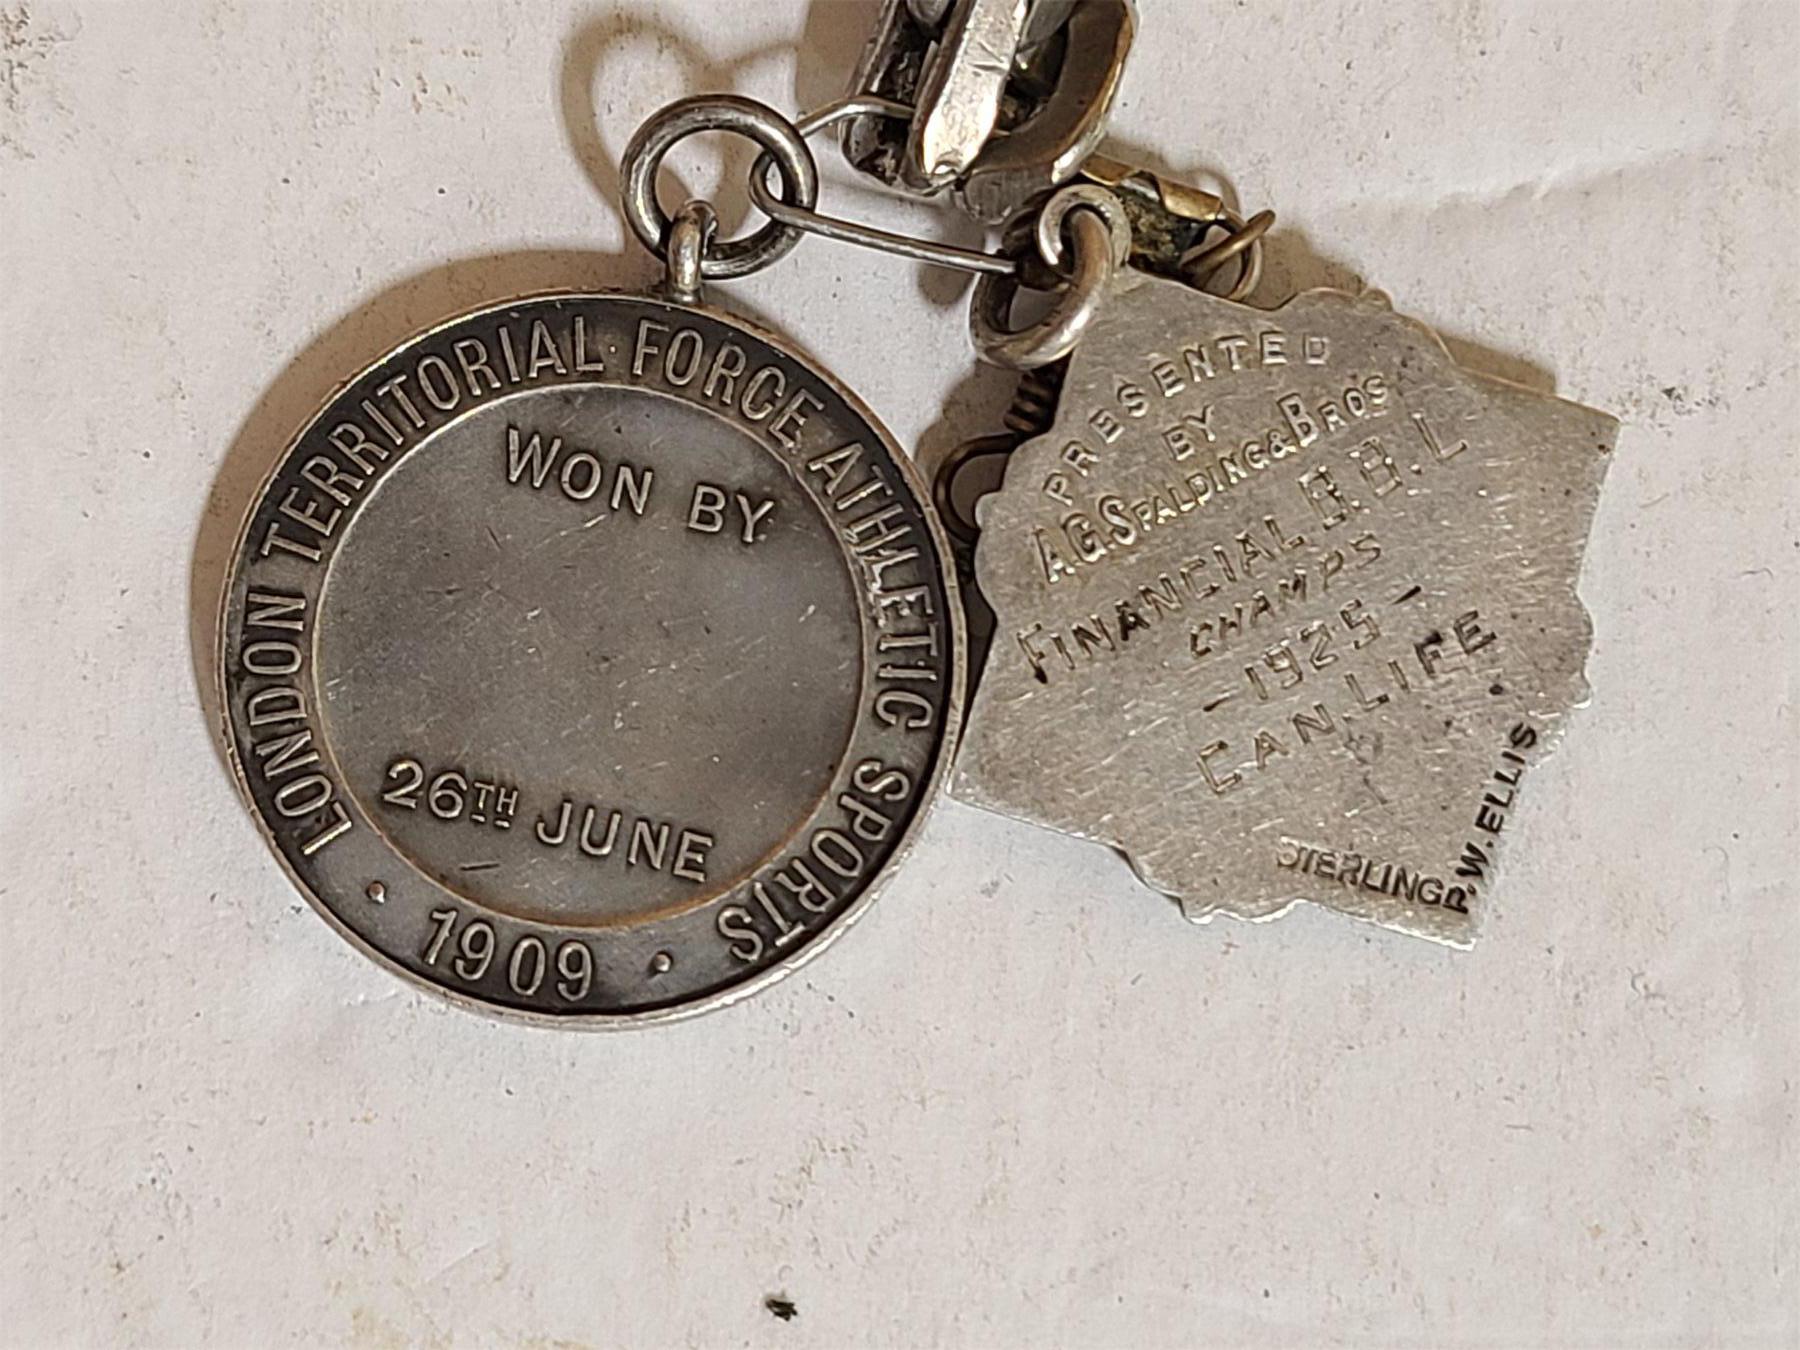 LONDON TERRITORIAL FORCE ATHLETIC SPORTS
WON BY
26TH JUNE
· 1909 ·
PRESENTED
BY
A.G. SPALDING & BROS
FINANCIAL B.B.L
CHAMPS
-1925-
CAN. LIFE
STERLING
P.W. ELLIS